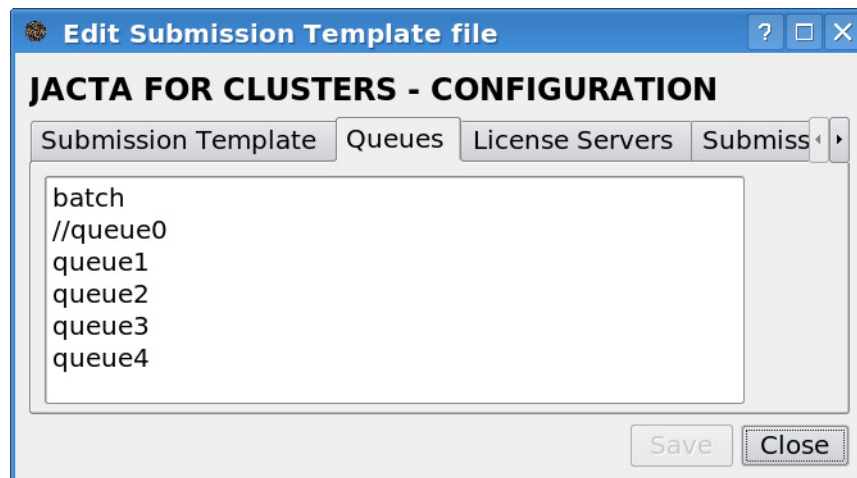 Edit Submission Template file
?
JACTA FOR CLUSTERS - CONFIGURATION
Submission Template
Queues
License Servers
Submiss
batch
//queue0
queue1
queue2
queue3
queue4
Save
Close